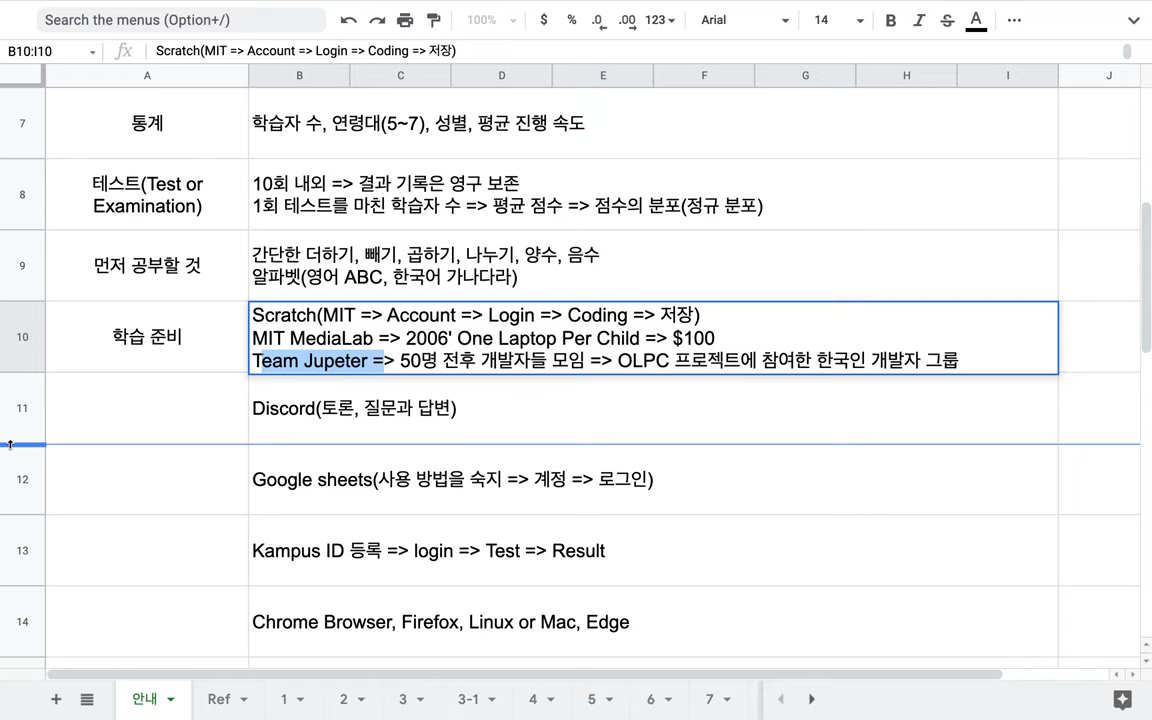 Search the menus (Option+/)
100%
$ % .0 .00 123 Arial 14 B I S A
B10:I10
fx
Scratch(MIT => Account => Login => Coding => 저장)
A B C D E F G H I J
7 통계 학습자 수, 연령대(5~7), 성별, 평균 진행 속도
8 테스트(Test or Examination)
10회 내외 => 결과 기록은 영구 보존
1회 테스트를 마친 학습자 수 => 평균 점수 => 점수의 분포(정규 분포)
9 먼저 공부할 것
간단한 더하기, 빼기, 곱하기, 나누기, 양수, 음수
알파벳(영어 ABC, 한국어 가나다라)
10 학습 준비
Scratch(MIT => Account => Login => Coding => 저장)
MIT MediaLab => 2006' One Laptop Per Child => $100
Team Jupeter => 50명 전후 개발자들 모임 => OLPC 프로젝트에 참여한 한국인 개발자 그룹
11 Discord(토론, 질문과 답변)
12 Google sheets(사용 방법을 숙지 => 계정 => 로그인)
13 Kampus ID 등록 => login => Test => Result
14 Chrome Browser, Firefox, Linux or Mac, Edge
안내 Ref 1 2 3 3-1 4 5 6 7